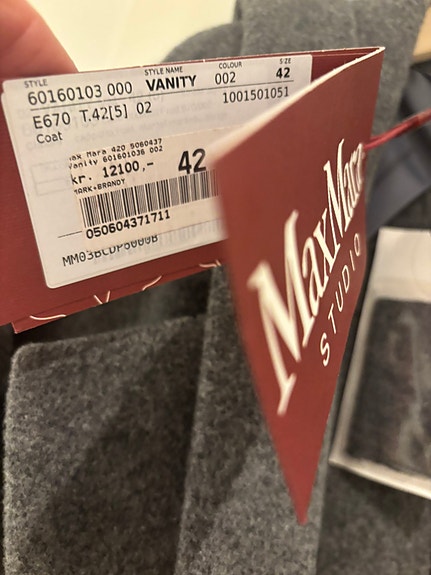 STYLE STYLE NAME COLOUR SIZE
60160103 000 VANITY 002 42
E670 T.42[5] 02 1001501051
Coat
Max Mara 420 5060437
Vanity 601601036 002
kr. 12100,- 42
MARK+BRANDY
050604371711
MaxMara
STUDIO